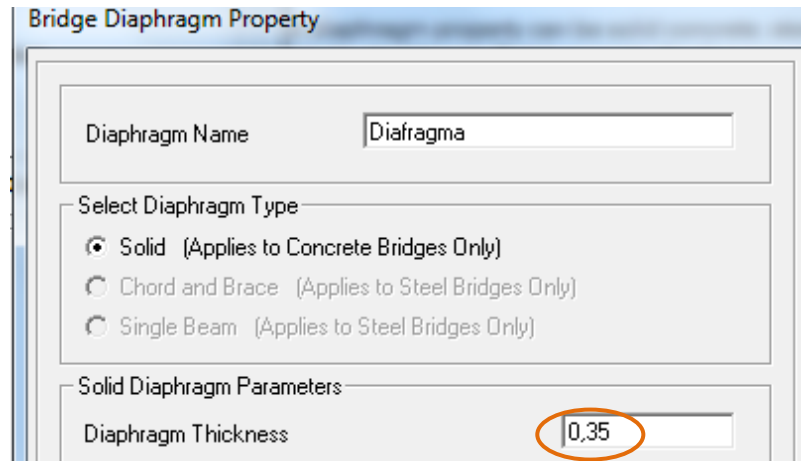 Bridge Diaphragm Property
Diaphragm Name Diafragma
Select Diaphragm Type
Solid (Applies to Concrete Bridges Only)
Chord and Brace (Applies to Steel Bridges Only)
Single Beam (Applies to Steel Bridges Only)
Solid Diaphragm Parameters
Diaphragm Thickness 0,35